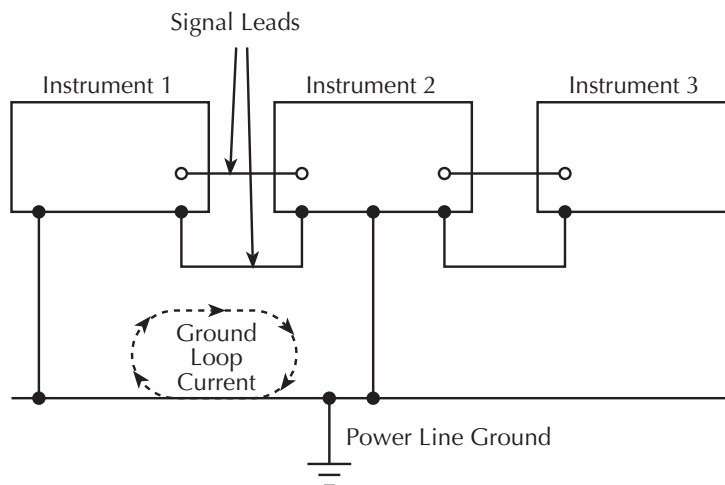 Signal Leads
Instrument 1
Instrument 2
Instrument 3
Ground
Loop
Current
Power Line Ground